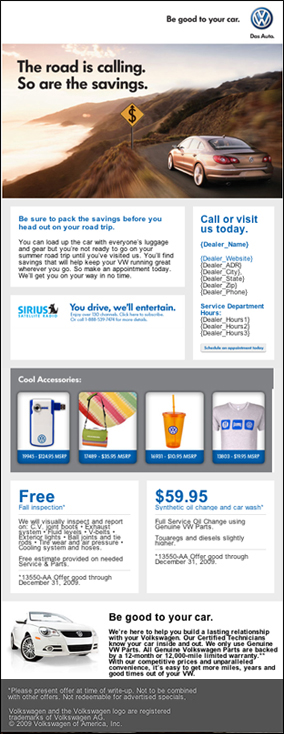 Be good to your car.
Das Auto.
The road is calling.
So are the savings.
$
Be sure to pack the savings before you
head out on your road trip.
You can load up the car with everyone's luggage
and gear but you're not ready to go on your
summer road trip until you've visited us. You'll find
savings that will help keep your VW running great
wherever you go. So make an appointment today.
We'll get you on your way in no time.
Call or visit
us today.
{Dealer_Name}
{Dealer_Website}
{Dealer_ADR}
{Dealer_City},
{Dealer_State}
{Dealer_Zip}
{Dealer_Phone}
Service Department
Hours:
{Dealer_Hours1}
{Dealer_Hours2}
{Dealer_Hours3}
Schedule an appointment today
SIRIUS
SATELLITE RADIO
You drive, we'll entertain.
Enjoy over 130 channels. Click here to subscribe.
Or call 1-888-539-7474 for more details.
Cool Accessories:
19945 - $124.95 MSRP
17489 - $35.95 MSRP
16931 - $10.95 MSRP
13803 - $19.95 MSRP
Free
Fall inspection*
We will visually inspect and report
on: C.V. joint boots • Exhaust
system • Fluid levels • V-belts •
Exterior lights • Ball joints and tie
rods • Tire wear and air pressure •
Cooling system and hoses.
Free estimate provided on needed
Service & Parts.
*13550-AA Offer good through
December 31, 2009.
$59.95
Synthetic oil change and car wash*
Full Service Oil Change using
Genuine VW Parts.
Touaregs and diesels slightly
higher.
*13550-AA Offer good through
December 31, 2009.
Be good to your car.
We're here to help you build a lasting relationship
with your Volkswagen. Our Certified Technicians
know your car inside and out. We only use Genuine
VW Parts. All Genuine Volkswagen Parts are backed
by a 12-month or 12,000-mile limited warranty.**
With our competitive prices and unparalleled
convenience, it's easy to get more miles, years and
good times out of your VW.
*Please present offer at time of write-up. Not to be combined
with other offers. Not redeemable for advertised specials.
Volkswagen and the Volkswagen logo are registered
trademarks of Volkswagen AG.
© 2009 Volkswagen of America, Inc.